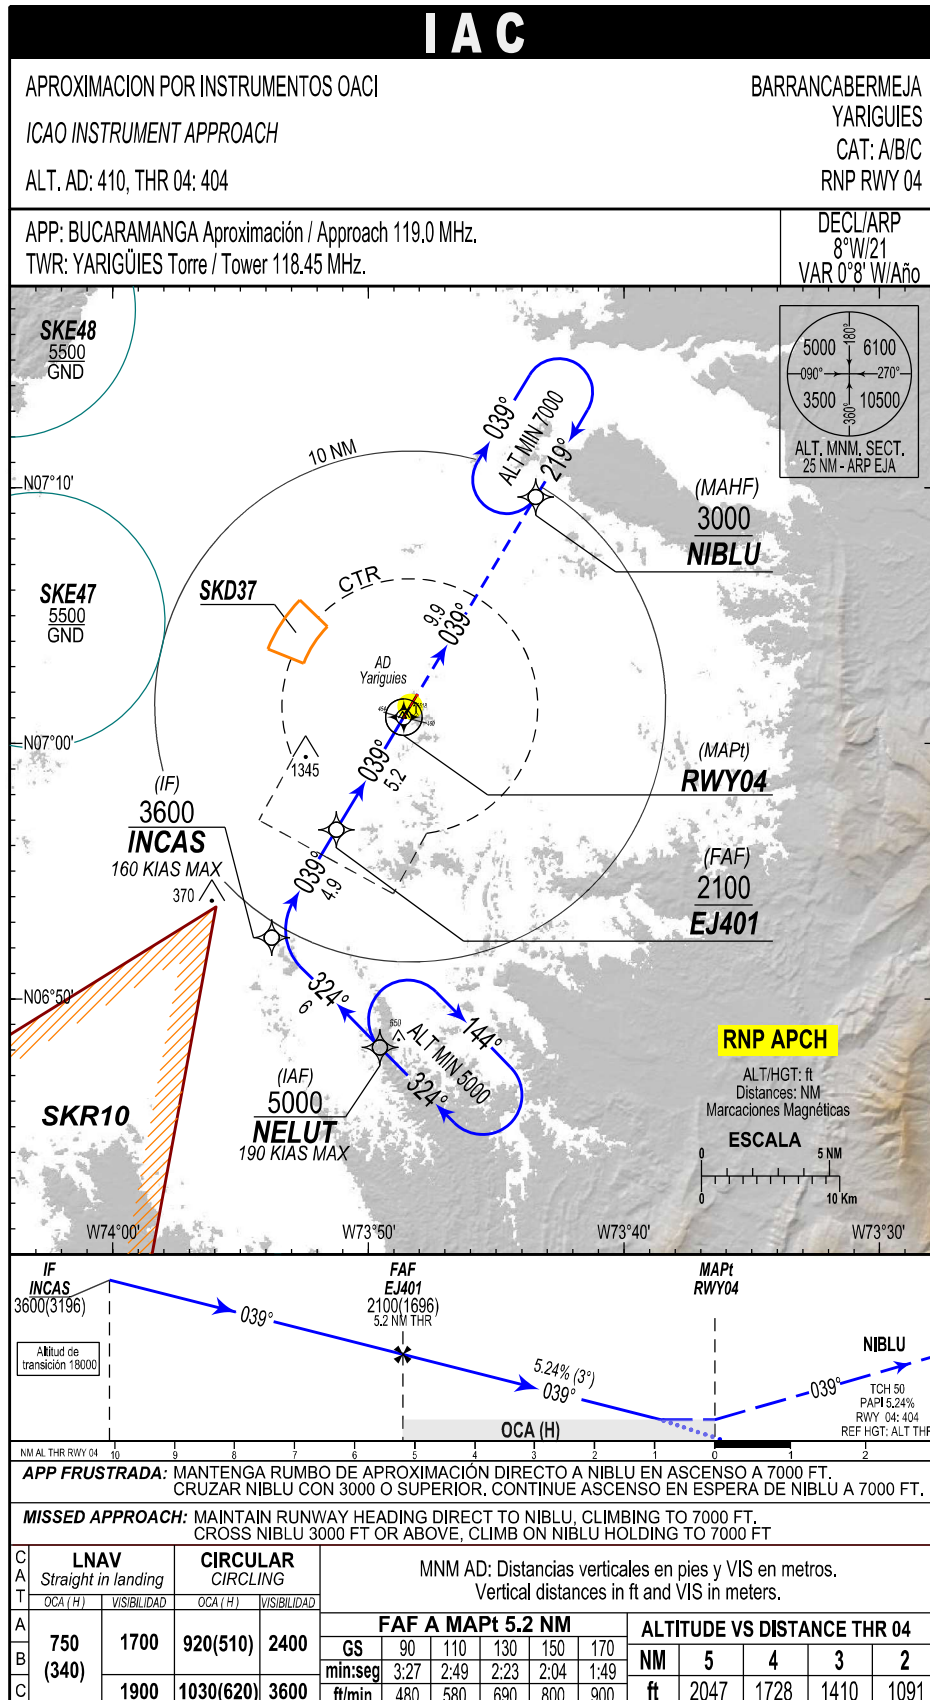 IAC
APROXIMACION POR INSTRUMENTOS OACI
ICAO INSTRUMENT APPROACH
ALT. AD: 410, THR 04: 404
BARRANCABERMEJA
YARIGUIES
CAT: A/B/C
RNP RWY 04
APP: BUCARAMANGA Aproximación / Approach 119.0 MHz.
TWR: YARIGÜIES Torre / Tower 118.45 MHz.
DECL/ARP
8°W/21
VAR 0°8' W/Año
SKE48
5500
GND
5000
6100
3500
10500
180°
090°
270°
360°
ALT. MNM. SECT.
25 NM - ARP EJA
039°
ALT MIN 7000
219°
10 NM
N07°10'
(MAHF)
3000
NIBLU
SKE47
5500
GND
SKD37
CTR
9.9
039°
AD
Yariguies
N07°00'
1345
039°
5.2
(MAPt)
RWY04
(IF)
3600
INCAS
160 KIAS MAX
370
039°
4.9
(FAF)
2100
EJ401
N06°50'
324°
6
144°
ALT MIN 5000
324°
(IAF)
5000
NELUT
190 KIAS MAX
SKR10
RNP APCH
ALT/HGT: ft
Distances: NM
Marcaciones Magnéticas
ESCALA
0 5 NM
0 10 Km
W74°00' W73°50' W73°40' W73°30'
IF
INCAS
3600(3196)
FAF
EJ401
2100(1696)
5.2 NM THR
MAPt
RWY04
039°
Altitud de
transición 18000
5.24% (3°)
039°
NIBLU
039°
TCH 50
PAPI 5.24%
RWY 04: 404
REF HGT: ALT THR
OCA (H)
NM AL THR RWY 04 10 9 8 7 6 5 4 3 2 1 0 1 2
APP FRUSTRADA: MANTENGA RUMBO DE APROXIMACIÓN DIRECTO A NIBLU EN ASCENSO A 7000 FT.
CRUZAR NIBLU CON 3000 O SUPERIOR. CONTINUE ASCENSO EN ESPERA DE NIBLU A 7000 FT.
MISSED APPROACH: MAINTAIN RUNWAY HEADING DIRECT TO NIBLU, CLIMBING TO 7000 FT.
CROSS NIBLU 3000 FT OR ABOVE, CLIMB ON NIBLU HOLDING TO 7000 FT
CAT
LNAV
Straight in landing
CIRCULAR
CIRCLING
OCA ( H ) VISIBILIDAD OCA ( H ) VISIBILIDAD
A
B
C
750
(340)
1700
920(510)
2400
1900
1030(620)
3600
MNM AD: Distancias verticales en pies y VIS en metros.
Vertical distances in ft and VIS in meters.
FAF A MAPt 5.2 NM
GS 90 110 130 150 170
min:seg 3:27 2:49 2:23 2:04 1:49
ft/min 480 580 690 800 900
ALTITUDE VS DISTANCE THR 04
NM 5 4 3 2
ft 2047 1728 1410 1091